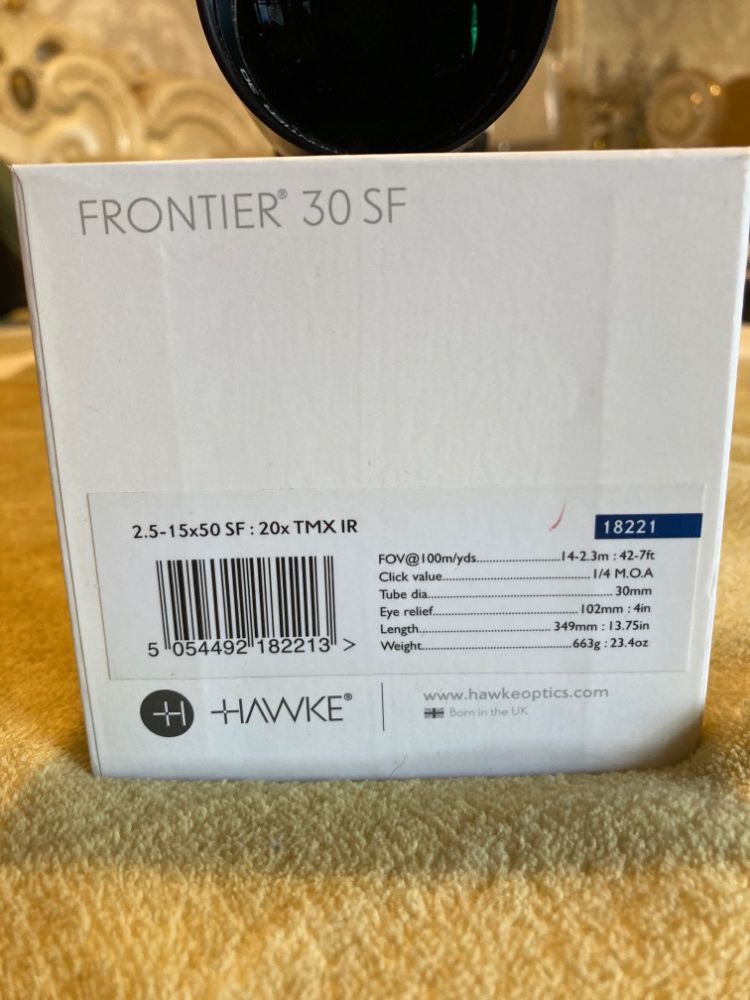 FRONTIER® 30 SF
2.5-15x50 SF : 20x TMX IR
18221
FOV@100m/yds..............................14-2.3m : 42-7ft
Click value..............................1/4 M.O.A
Tube dia..............................30mm
Eye relief..............................102mm : 4in
Length..............................349mm : 13.75in
Weight..............................663g : 23.4oz
5 054492 182213 >
HAWKE®
www.hawkeoptics.com
Born in the UK